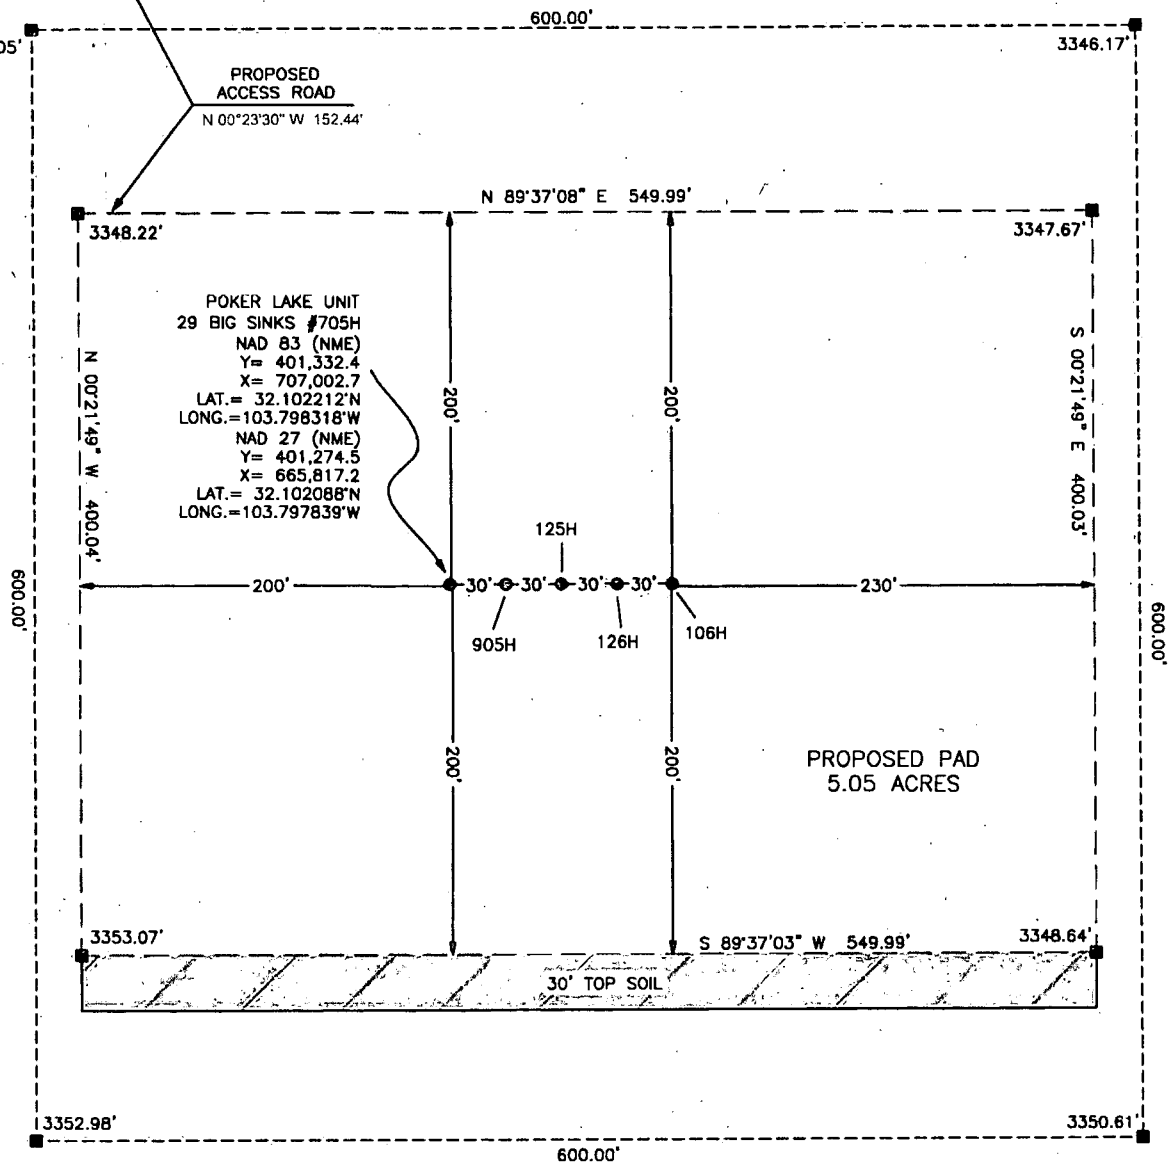 600.00'
05'
3346.17'
PROPOSED
ACCESS ROAD
N 00°23'30" W 152.44'
N 89°37'08" E 549.99'
3348.22'
3347.67'
POKER LAKE UNIT
29 BIG SINKS #705H
NAD 83 (NME)
Y= 401,332.4
X= 707,002.7
LAT.= 32.102212°N
LONG.=103.798318°W
NAD 27 (NME)
Y= 401,274.5
X= 665,817.2
LAT.= 32.102088°N
LONG.=103.797839°W
N 00°21'49" W 400.04'
S 00°21'49" E 400.03'
200'
200'
125H
200'
30'
30'
30'
30'
230'
905H
126H
106H
600.00'
600.00'
200'
200'
PROPOSED PAD
5.05 ACRES
3353.07'
S 89°37'03" W 549.99'
3348.64'
30' TOP SOIL
3352.98'
3350.61'
600.00'